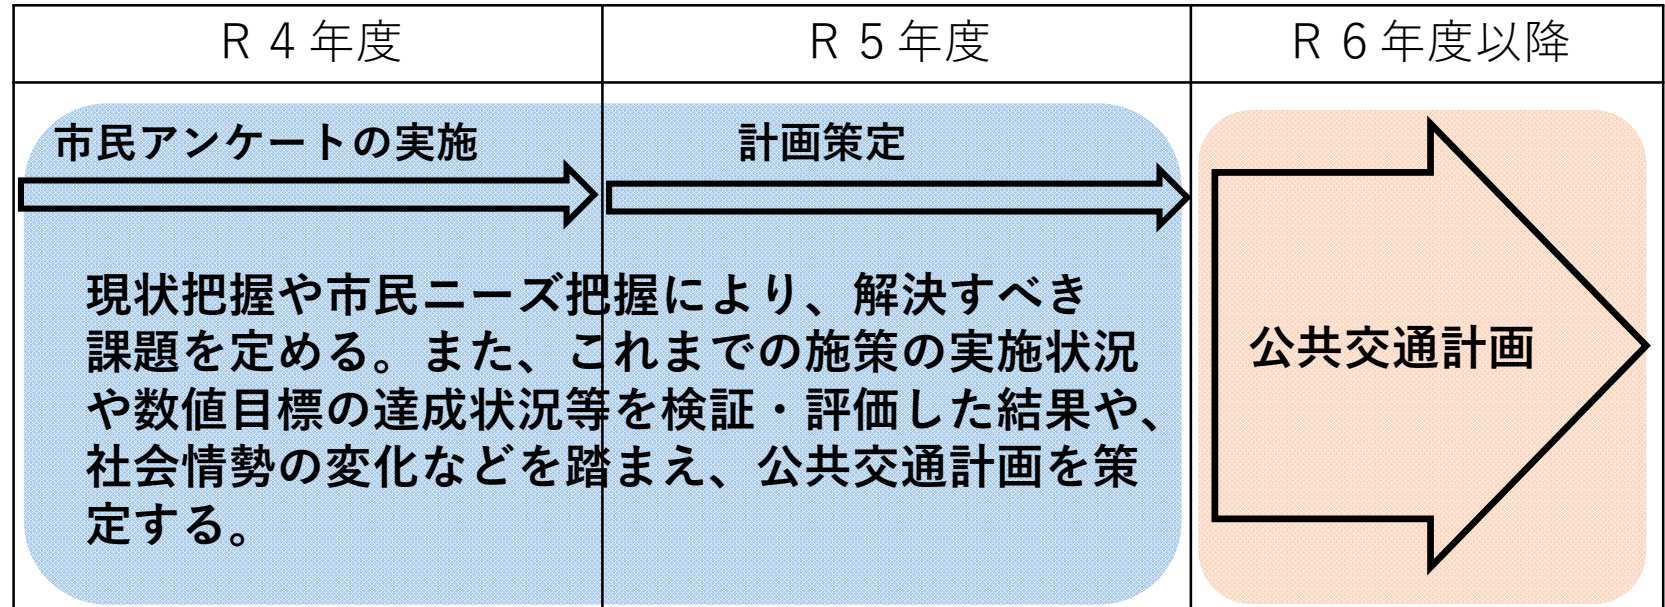 R４年度
R５年度
R６年度以降
市民アンケートの実施
計画策定
現状把握や市民ニーズ把握により、解決すべき
課題を定める。また、これまでの施策の実施状況
や数値目標の達成状況等を検証・評価した結果や、
社会情勢の変化などを踏まえ、公共交通計画を策
定する。
公共交通計画